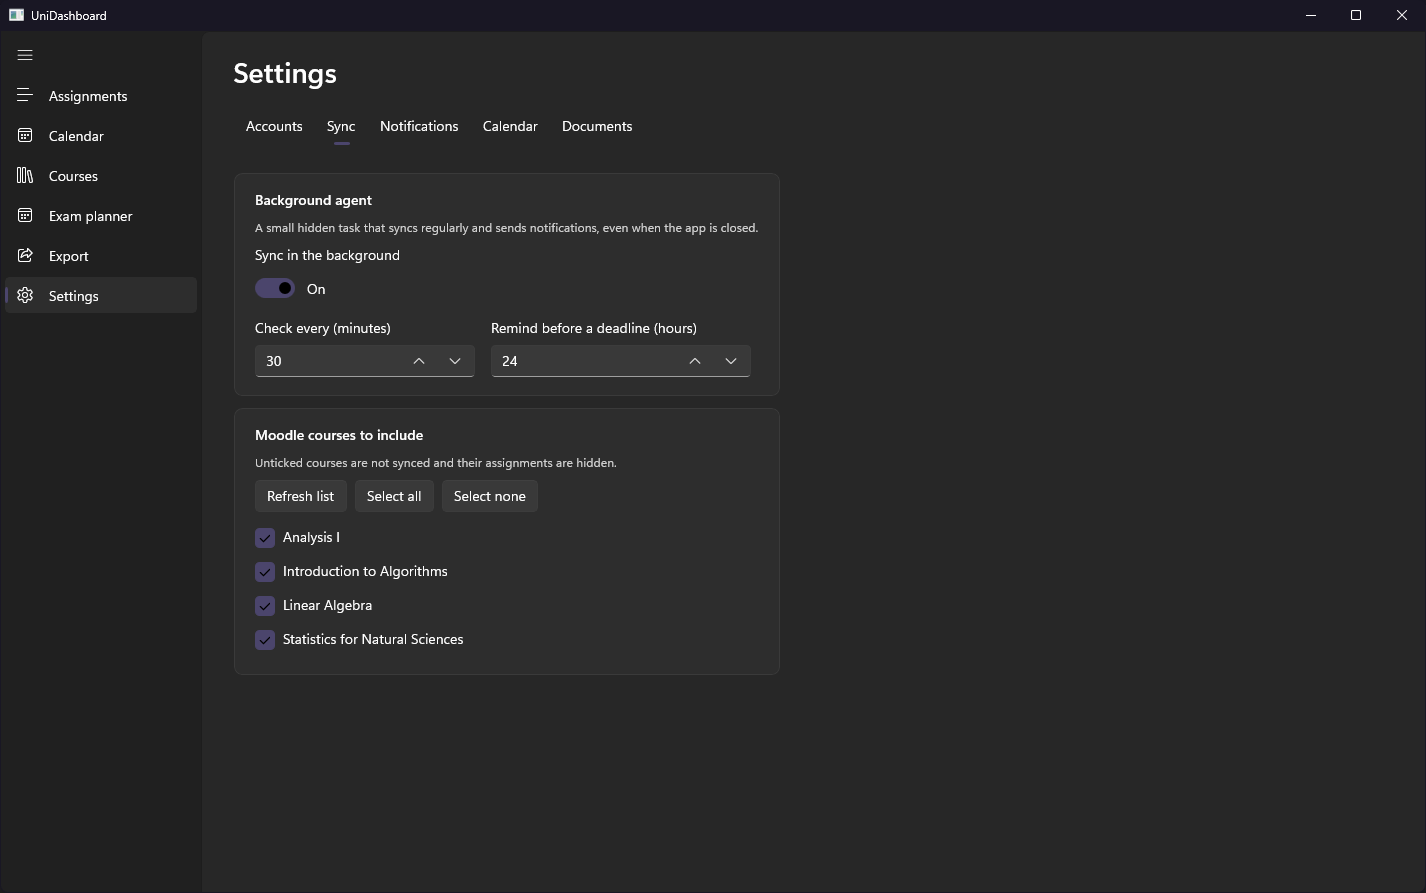 UniDashboard
Assignments
Calendar
Courses
Exam planner
Export
Settings
Settings
Accounts Sync Notifications Calendar Documents
Background agent
A small hidden task that syncs regularly and sends notifications, even when the app is closed.
Sync in the background
On
Check every (minutes) Remind before a deadline (hours)
30 24
Moodle courses to include
Unticked courses are not synced and their assignments are hidden.
Refresh list Select all Select none
Analysis I
Introduction to Algorithms
Linear Algebra
Statistics for Natural Sciences